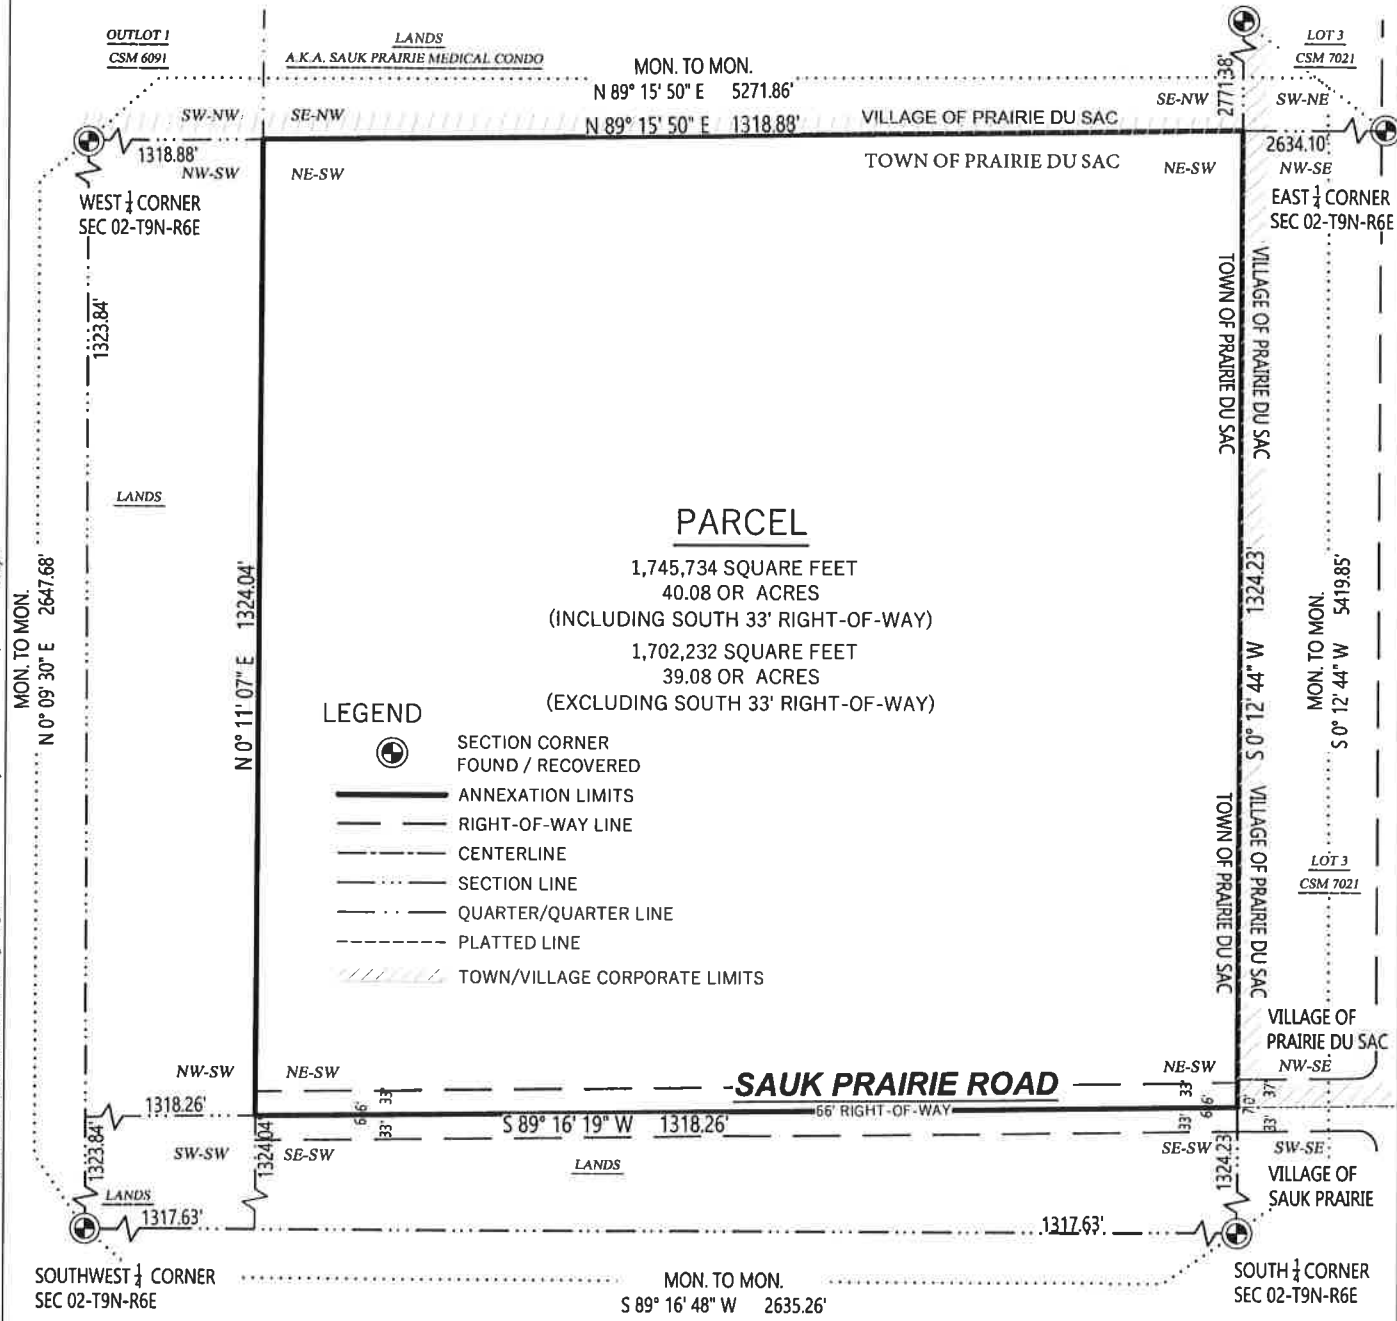 OUTLOT 1
CSM 6091
LANDS
A.K.A. SAUK PRAIRIE MEDICAL CONDO
MON. TO MON.
N 89° 15' 50" E 5271.86'
LOT 3
CSM 7021
2771.38'
SW-NW
SE-NW
N 89° 15' 50" E 1318.88'
VILLAGE OF PRAIRIE DU SAC
SE-NW
SW-NE
1318.88'
NW-SW
NE-SW
TOWN OF PRAIRIE DU SAC
NE-SW
2634.10'
NW-SE
WEST 1/4 CORNER
SEC 02-T9N-R6E
EAST 1/4 CORNER
SEC 02-T9N-R6E
1323.84'
TOWN OF PRAIRIE DU SAC
VILLAGE OF PRAIRIE DU SAC
LANDS
MON. TO MON.
N 0° 09' 30" E 2647.68'
N 0° 11' 07" E 1324.04'
PARCEL
1,745,734 SQUARE FEET
40.08 OR ACRES
(INCLUDING SOUTH 33' RIGHT-OF-WAY)
1,702,232 SQUARE FEET
39.08 OR ACRES
(EXCLUDING SOUTH 33' RIGHT-OF-WAY)
S 0° 12' 44" W 1324.23'
MON. TO MON.
S 0° 12' 44" W 5419.85'
LEGEND
SECTION CORNER
FOUND / RECOVERED
ANNEXATION LIMITS
RIGHT-OF-WAY LINE
CENTERLINE
SECTION LINE
QUARTER/QUARTER LINE
PLATTED LINE
TOWN/VILLAGE CORPORATE LIMITS
TOWN OF PRAIRIE DU SAC
VILLAGE OF PRAIRIE DU SAC
LOT 3
CSM 7021
VILLAGE OF
PRAIRIE DU SAC
NW-SW
NE-SW
SAUK PRAIRIE ROAD
NE-SW
NW-SE
33'
66'
33'
33'
66'
33'
37'
70'
33'
1318.26'
66' RIGHT-OF-WAY
S 89° 16' 19" W 1318.26'
1323.84'
1324.04'
1324.23'
SW-SW
SE-SW
LANDS
SE-SW
SW-SE
VILLAGE OF
SAUK PRAIRIE
LANDS
1317.63'
1317.63'
SOUTHWEST 1/4 CORNER
SEC 02-T9N-R6E
MON. TO MON.
S 89° 16' 48" W 2635.26'
SOUTH 1/4 CORNER
SEC 02-T9N-R6E